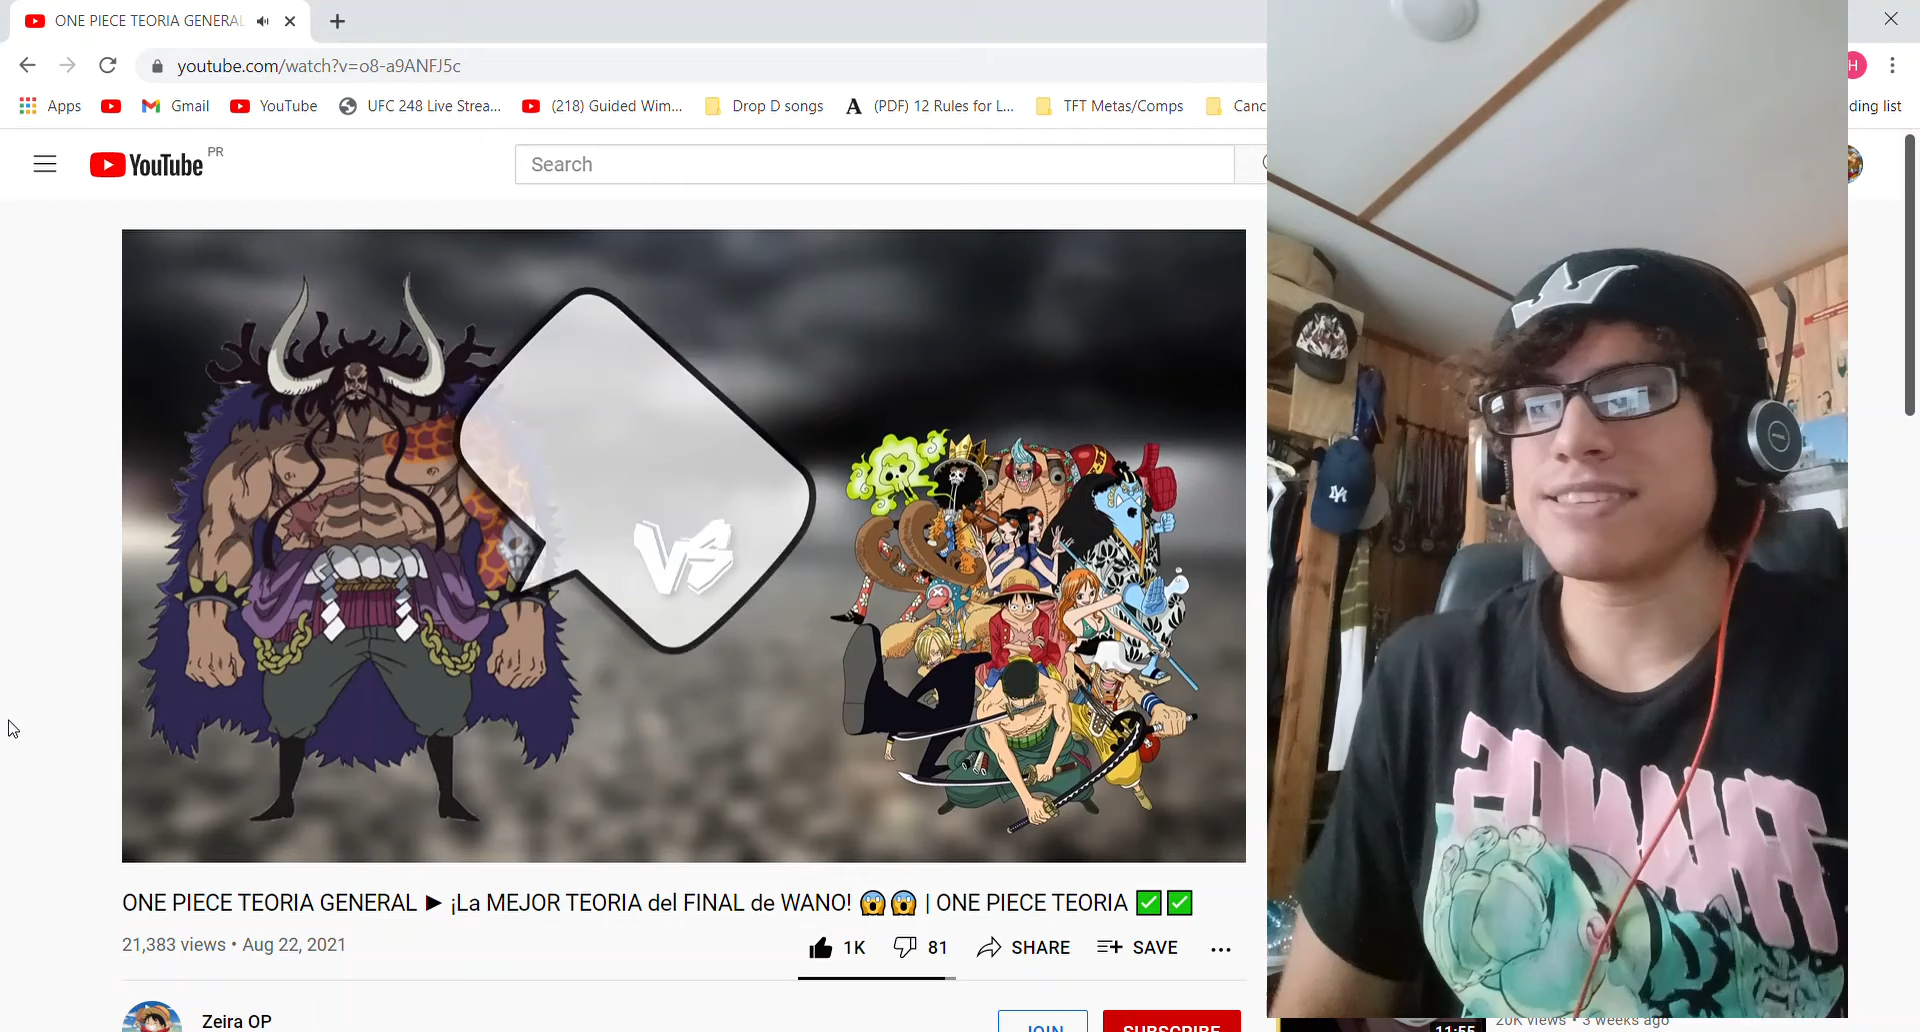 ONE PIECE TEORIA GENERAL
youtube.com/watch?v=o8-a9ANFJ5c
H
Apps
Gmail
YouTube
UFC 248 Live Strea...
(218) Guided Wim...
Drop D songs
(PDF) 12 Rules for L...
TFT Metas/Comps
Canc
ding list
YouTube PR
Search
VS
NY
ONE PIECE TEORIA GENERAL ► ¡La MEJOR TEORIA del FINAL de WANO! 😱😱 | ONE PIECE TEORIA ✅✅
21,383 views • Aug 22, 2021
1K
81
SHARE
SAVE
Zeira OP
JOIN
SUBSCRIBE
11:55
20K views • 3 weeks ago